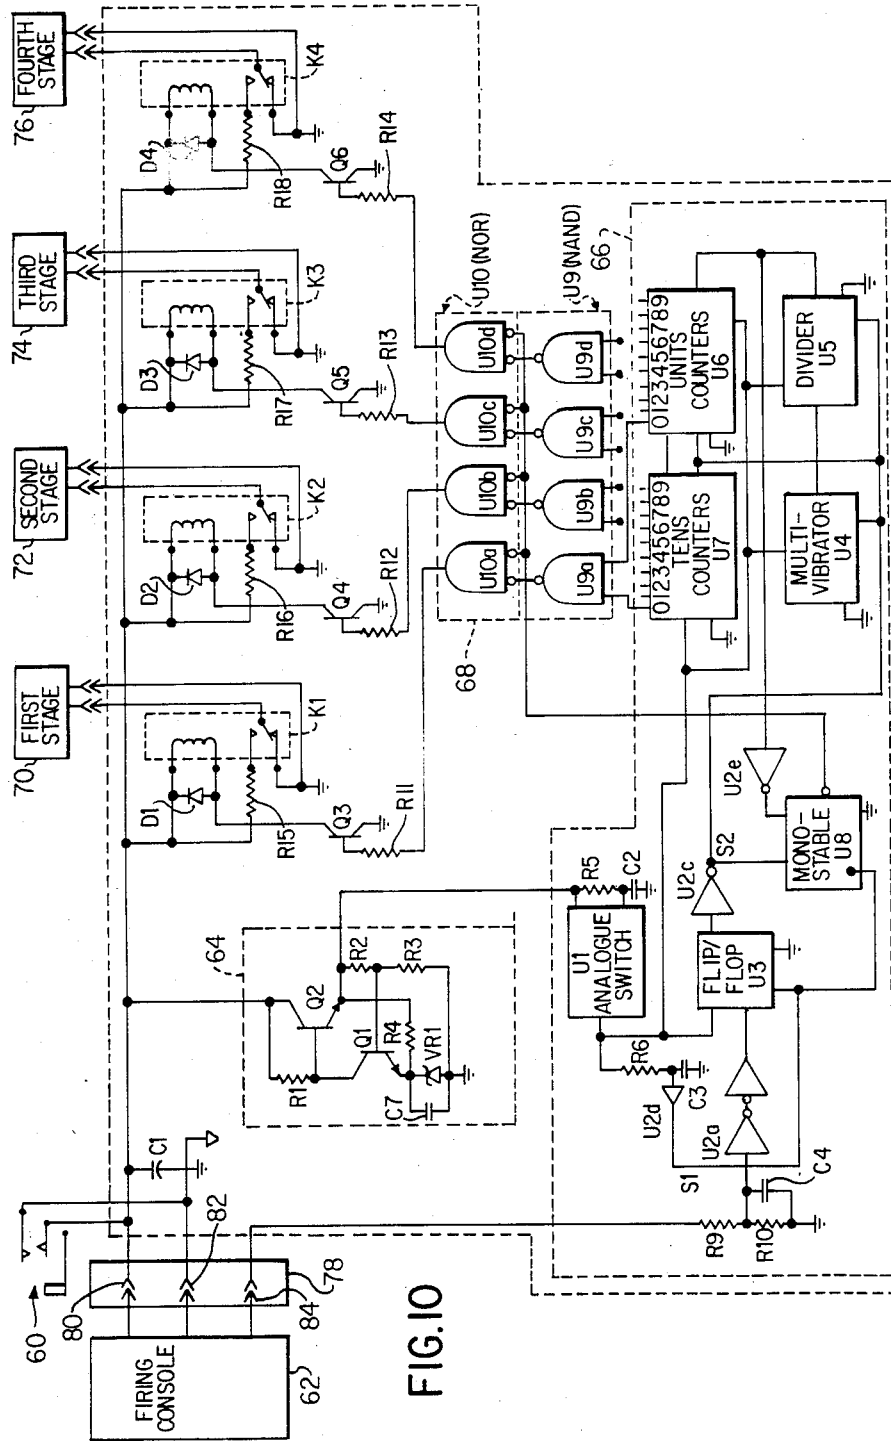 70
FIRST
STAGE
72
SECOND
STAGE
74
THIRD
STAGE
76
FOURTH
STAGE
60
80
82
C1
D1
R15
K1
D2
R16
K2
D3
R17
K3
D4
R18
K4
FIRING
CONSOLE
62
84
78
64
R1
Q2
Q1
R2
R3
R4
C7
VR1
Q3
R11
Q4
R12
Q5
R13
Q6
R14
FIG.10
68
U10a
U10b
U10c
U10d
U10 (NOR)
U9a
U9b
U9c
U9d
U9 (NAND)
66
U1
ANALOGUE
SWITCH
R5
C2
R6
C3
U2d
S1
U2a
R9
R10
C4
FLIP/
FLOP
U3
U2c
S2
U2e
MONO-
STABLE
U8
0123456789
TENS
COUNTERS
U7
0123456789
UNITS
COUNTERS
U6
MULTI-
VIBRATOR
U4
DIVIDER
U5